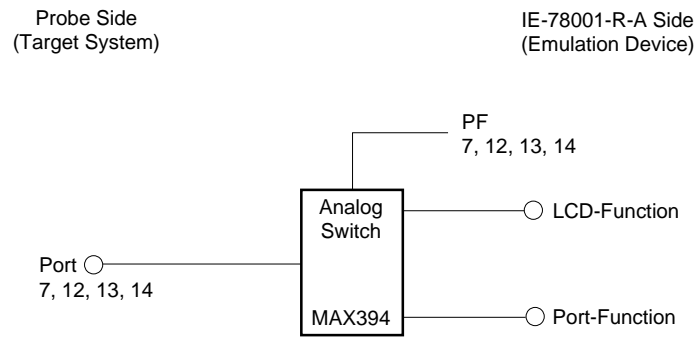 Probe Side
(Target System)
IE-78001-R-A Side
(Emulation Device)
PF
7, 12, 13, 14
Analog
Switch
LCD-Function
Port
7, 12, 13, 14
MAX394
Port-Function